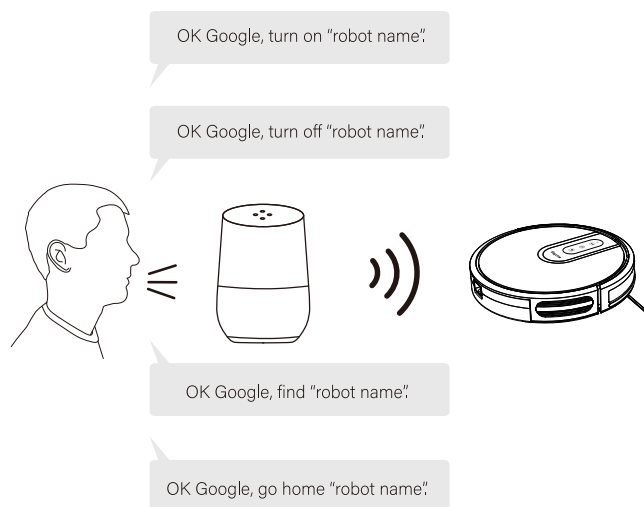 OK Google, turn on “robot name”.
OK Google, turn off “robot name”.
OK Google, find “robot name”.
OK Google, go home “robot name”.